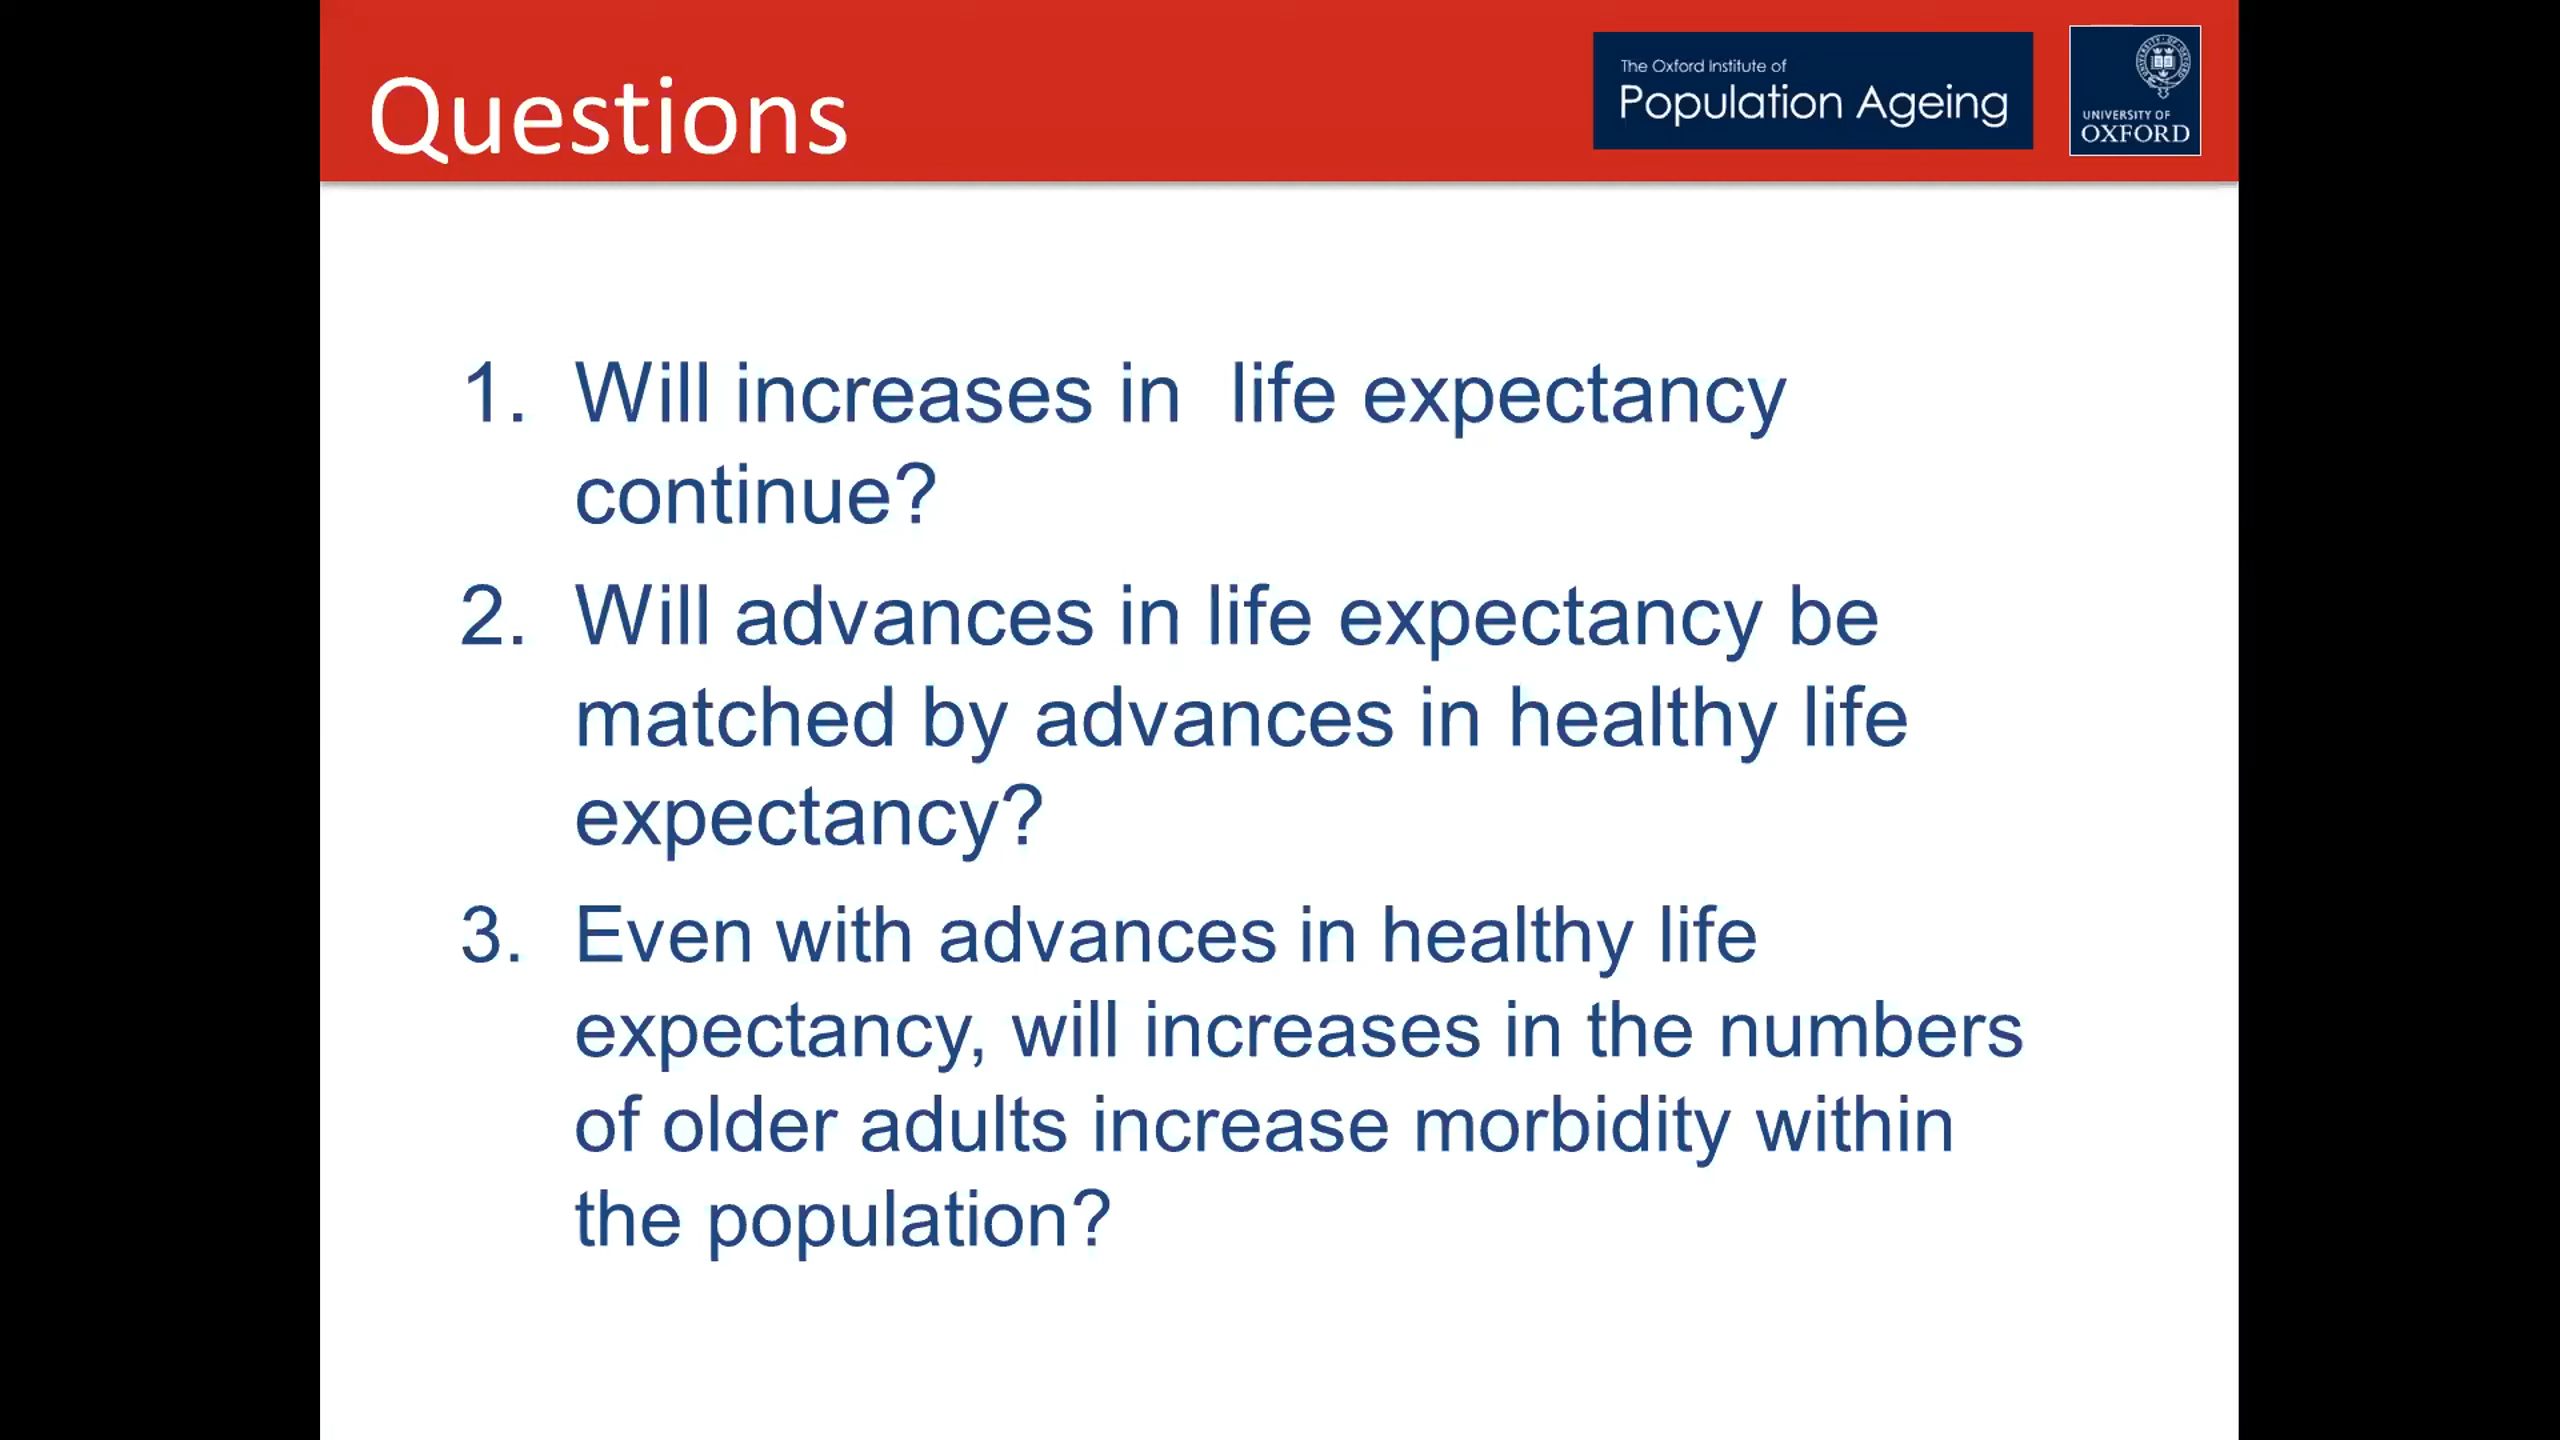 Questions
The Oxford Institute of
Population Ageing
UNIVERSITY OF
OXFORD
1. Will increases in  life expectancy
continue?
2. Will advances in life expectancy be
matched by advances in healthy life
expectancy?
3. Even with advances in healthy life
expectancy, will increases in the numbers
of older adults increase morbidity within
the population?